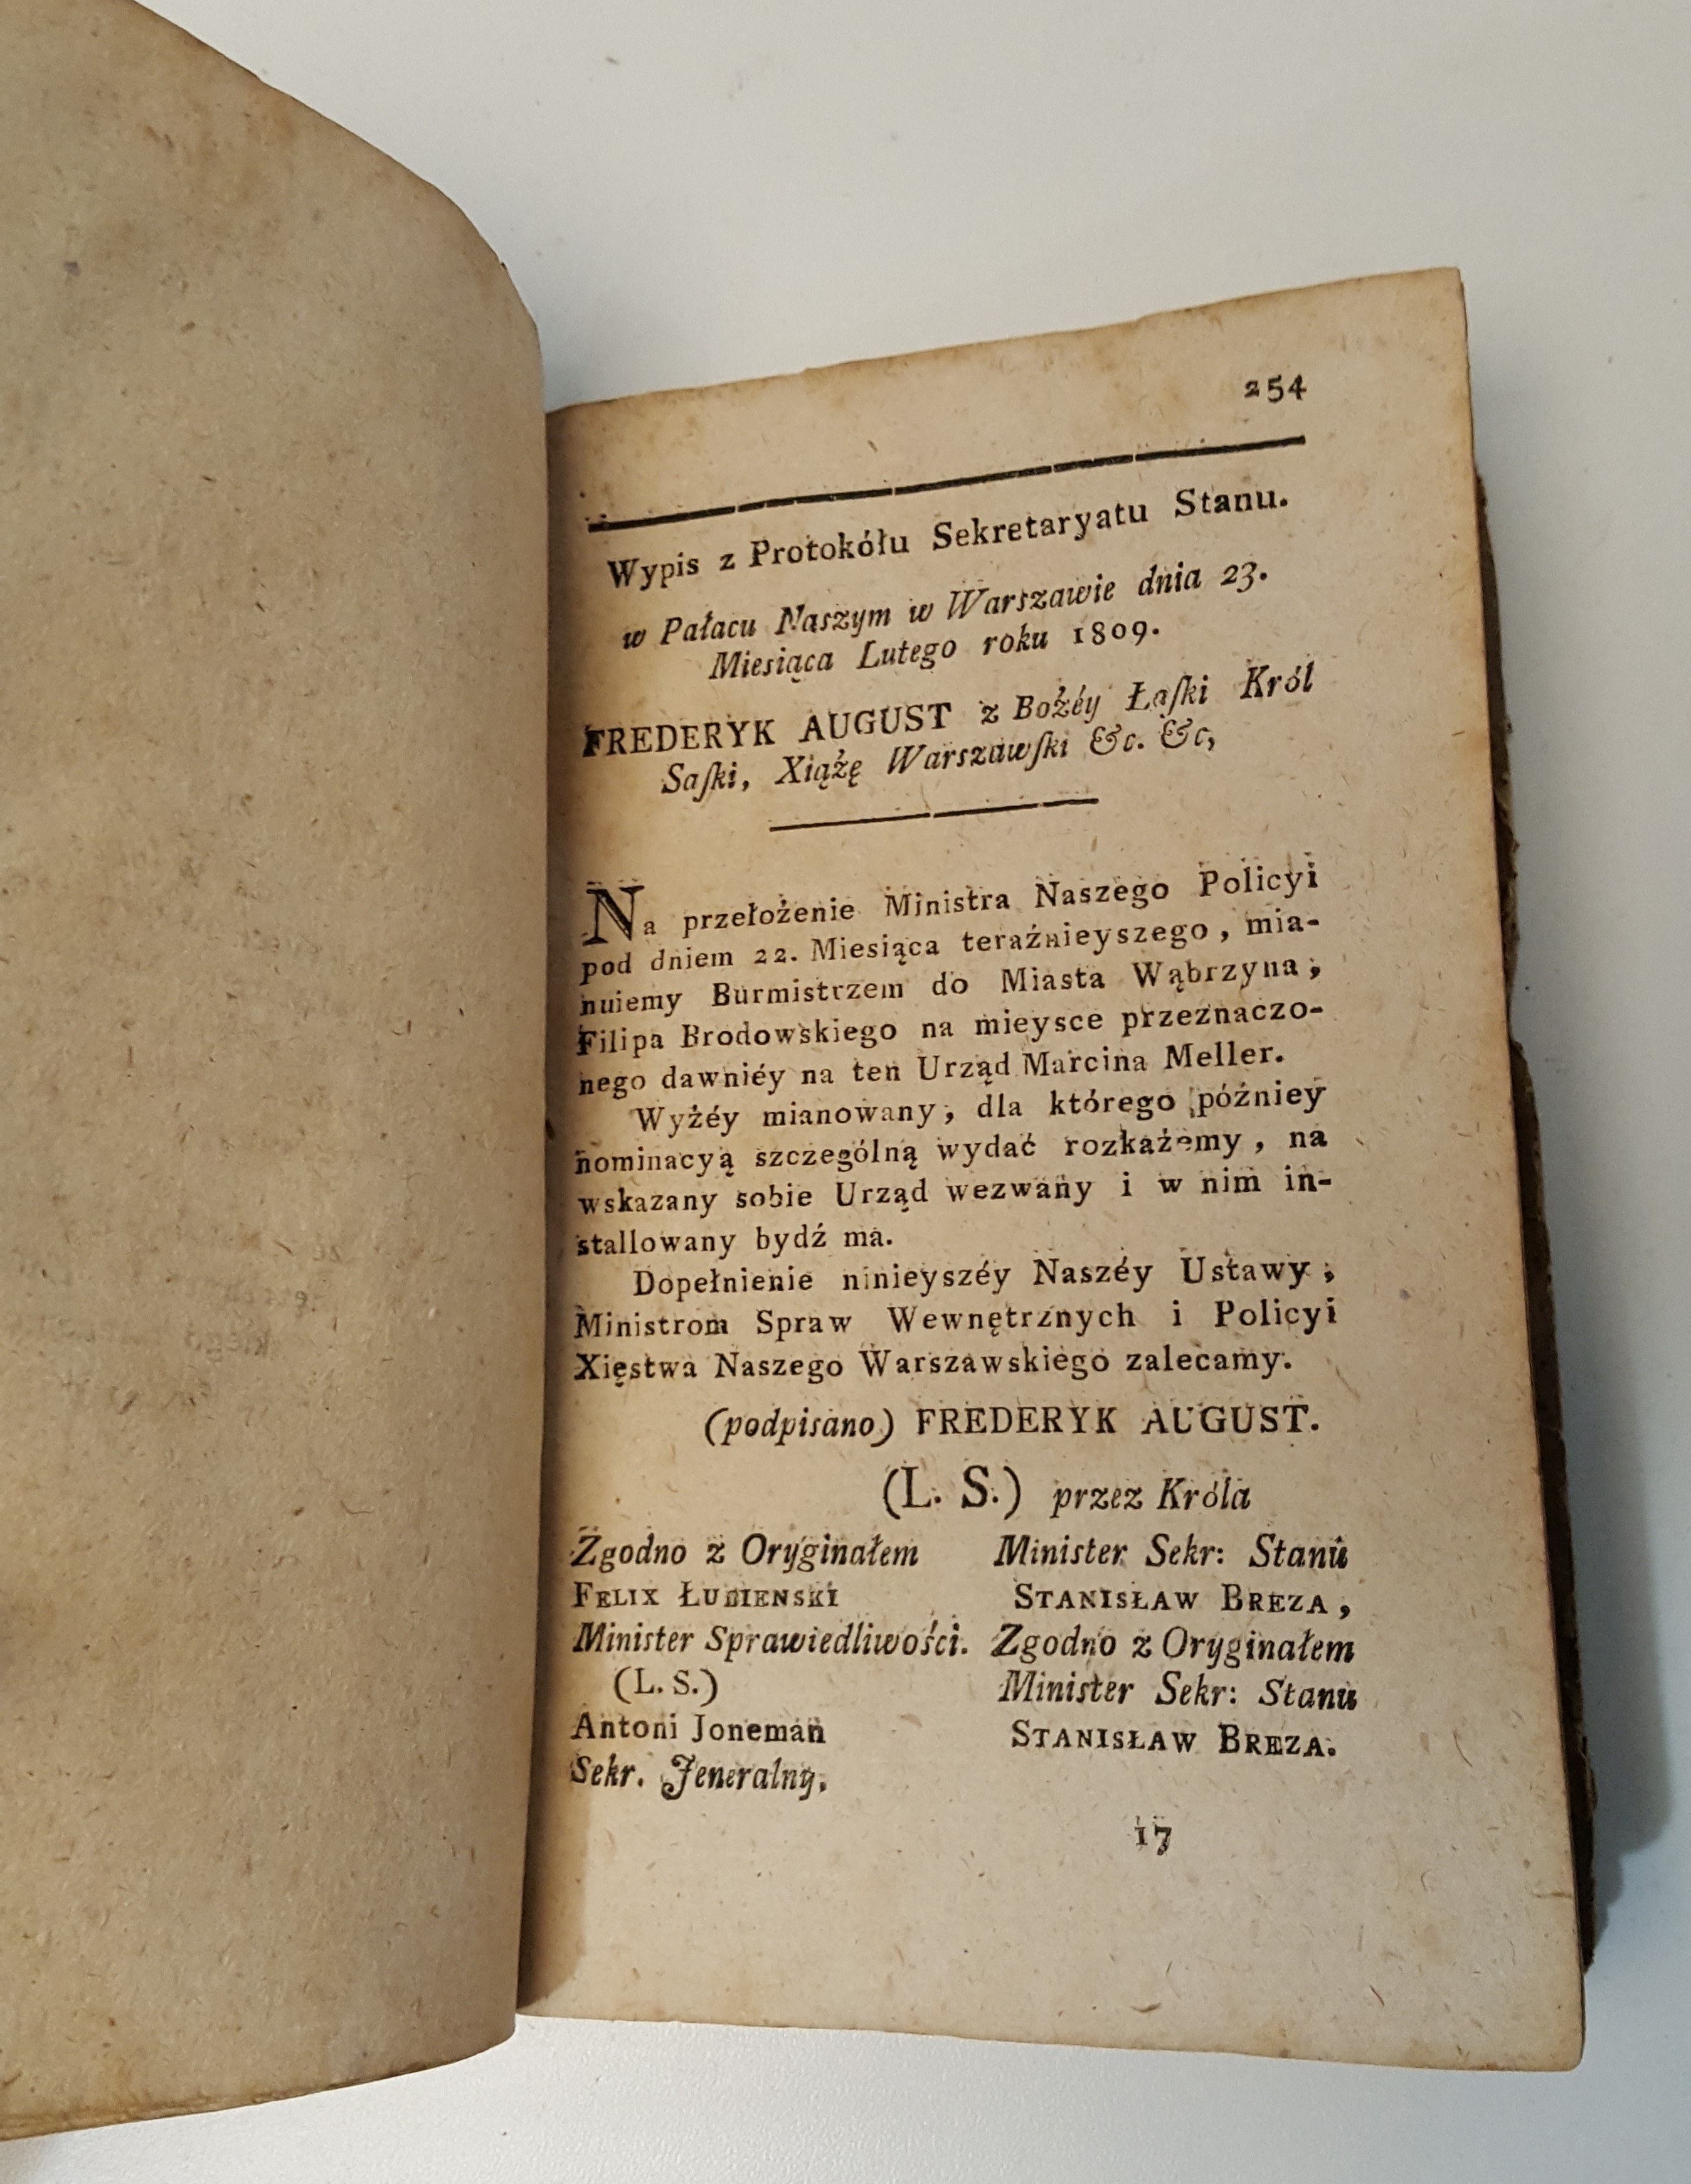 254
Wypis z Protokółu Sekretaryatu Stanu.
w Pałacu Naszym w Warszawie dnia 23.
Miesiąca Lutego roku 1809.
FREDERYK AUGUST z Bożéy Łaſki Król
Saſki, Xiążę Warszawſki &c. &c,
Na przełożenie Ministra Naszego Policyi
pod dniem 22. Miesiąca teraźnieyszego, mia-
nuiemy Burmistrzem do Miasta Wąbrzyna,
Filipa Brodowskiego na mieysce przeznaczo-
nego dawniéy na ten Urząd Marcina Meller.
Wyżéy mianowany, dla którego późniey
nominacyą szczególną wydać rozkażemy, na
wskazany sobie Urząd wezwany i w nim in-
stallowany bydź ma.
Dopełnienie ninieyszéy Naszéy Ustawy,
Ministrom Spraw Wewnętrznych i Policyi
Xięstwa Naszego Warszawskiego zalecamy.
(podpisano) FREDERYK AUGUST.
(L. S.) przez Króla
Zgodno z Oryginałem
FELIX ŁUBIENSKI
Minister Sprawiedliwości.
(L. S.)
Antoni Joneman
Sekr. Jeneralny.
Minister Sekr: Stanu
STANISŁAW BREZA,
Zgodno z Oryginałem
Minister Sekr: Stanu
STANISŁAW BREZA.
17